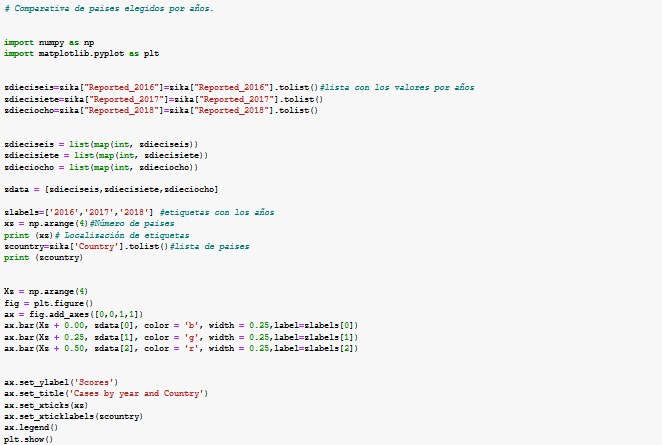 # Comparativa de paises elegidos por años.
import numpy as np
import matplotlib.pyplot as plt
zdieciseis=zika["Reported_2016"]=zika["Reported_2016"].tolist()#lista con los valores por años
zdiecisiete=zika["Reported_2017"]=zika["Reported_2017"].tolist()
zdieciocho=zika["Reported_2018"]=zika["Reported_2018"].tolist()
zdieciseis = list(map(int, zdieciseis))
zdiecisiete = list(map(int, zdiecisiete))
zdieciocho = list(map(int, zdieciocho))
zdata = [zdieciseis,zdiecisiete,zdieciocho]
zlabels=['2016','2017','2018'] #etiquetas con los años
xz = np.arange(4)#Número de paises
print (xz)# Localización de etiquetas
zcountry=zika['Country'].tolist()#lista de paises
print (zcountry)
Xz = np.arange(4)
fig = plt.figure()
ax = fig.add_axes([0,0,1,1])
ax.bar(Xz + 0.00, zdata[0], color = 'b', width = 0.25,label=zlabels[0])
ax.bar(Xz + 0.25, zdata[1], color = 'g', width = 0.25,label=zlabels[1])
ax.bar(Xz + 0.50, zdata[2], color = 'r', width = 0.25,label=zlabels[2])
ax.set_ylabel('Scores')
ax.set_title('Cases by year and Country')
ax.set_xticks(xz)
ax.set_xticklabels(zcountry)
ax.legend()
plt.show()